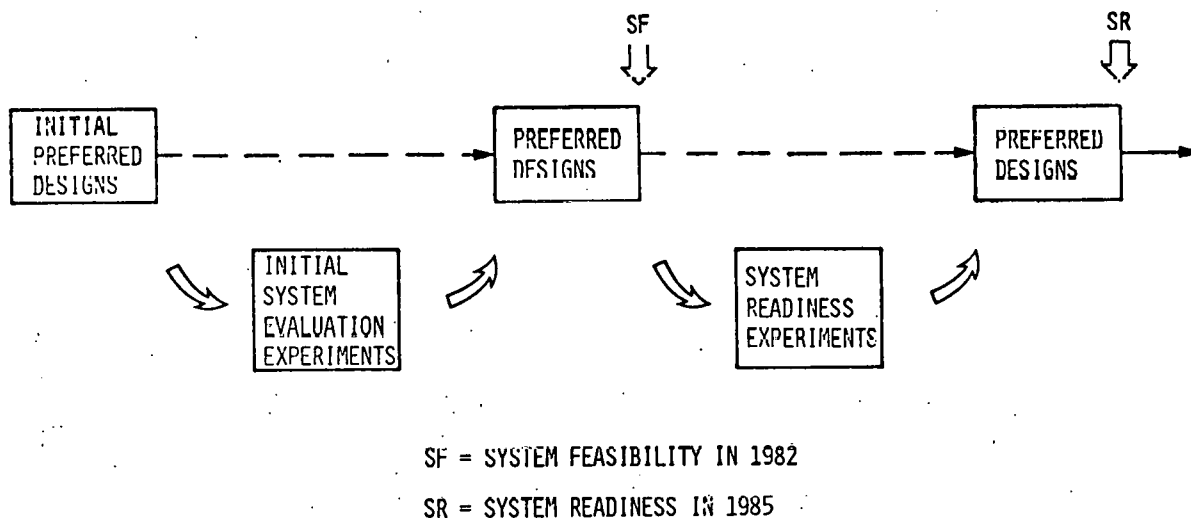 SF
SR
INITIAL
PREFERRED
DESIGNS
PREFERRED
DESIGNS
PREFERRED
DESIGNS
INITIAL
SYSTEM
EVALUATION
EXPERIMENTS
SYSTEM
READINESS
EXPERIMENTS
SF = SYSTEM FEASIBILITY IN 1982
SR = SYSTEM READINESS IN 1985